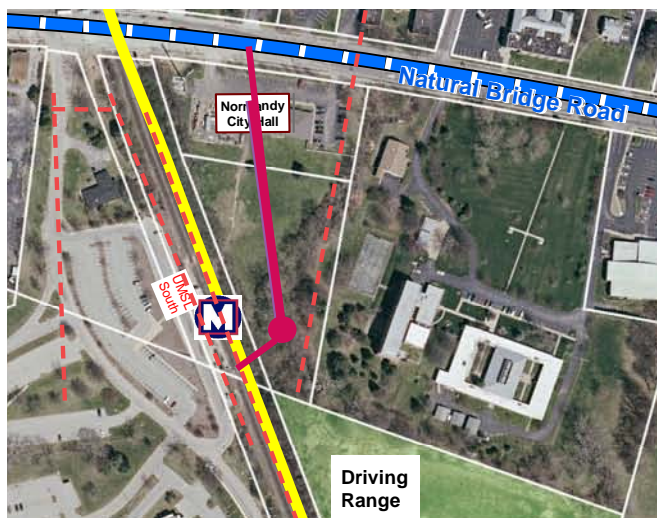 Natural Bridge Road
Normandy
City Hall
UMSL
South
M
Driving
Range